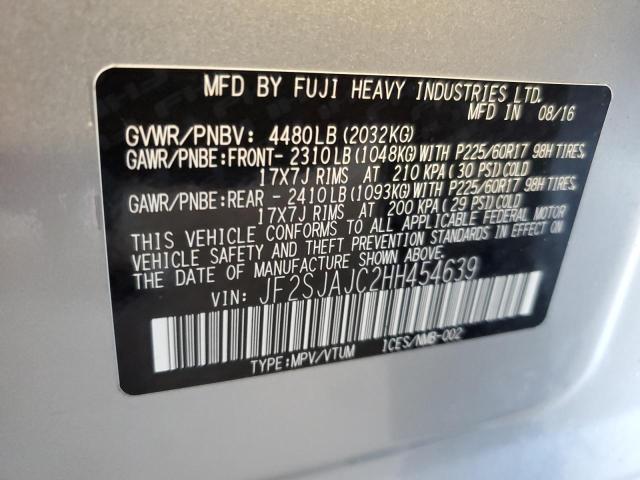 MFD BY FUJI HEAVY INDUSTRIES LTD.
MFD IN 08/16
GVWR/PNBV: 4480LB(2032KG)
GAWR/PNBE:FRONT- 2310LB(1048KG)WITH P225/60R17 98H TIRES,
17X7J RIMS AT 210 KPA(30 PSI)COLD
GAWR/PNBE:REAR - 2410LB(1093KG)WITH P225/60R17 98H TIRES,
17X7J RIMS AT 200 KPA(29 PSI)COLD
THIS VEHICLE CONFORMS TO ALL APPLICABLE FEDERAL MOTOR
VEHICLE SAFETY AND THEFT PREVENTION STANDARDS IN EFFECT ON
THE DATE OF MANUFACTURE SHOWN ABOVE.
VIN: JF2SJAJC2HH454639
TYPE:MPV/VTUM ICES/NMB-002